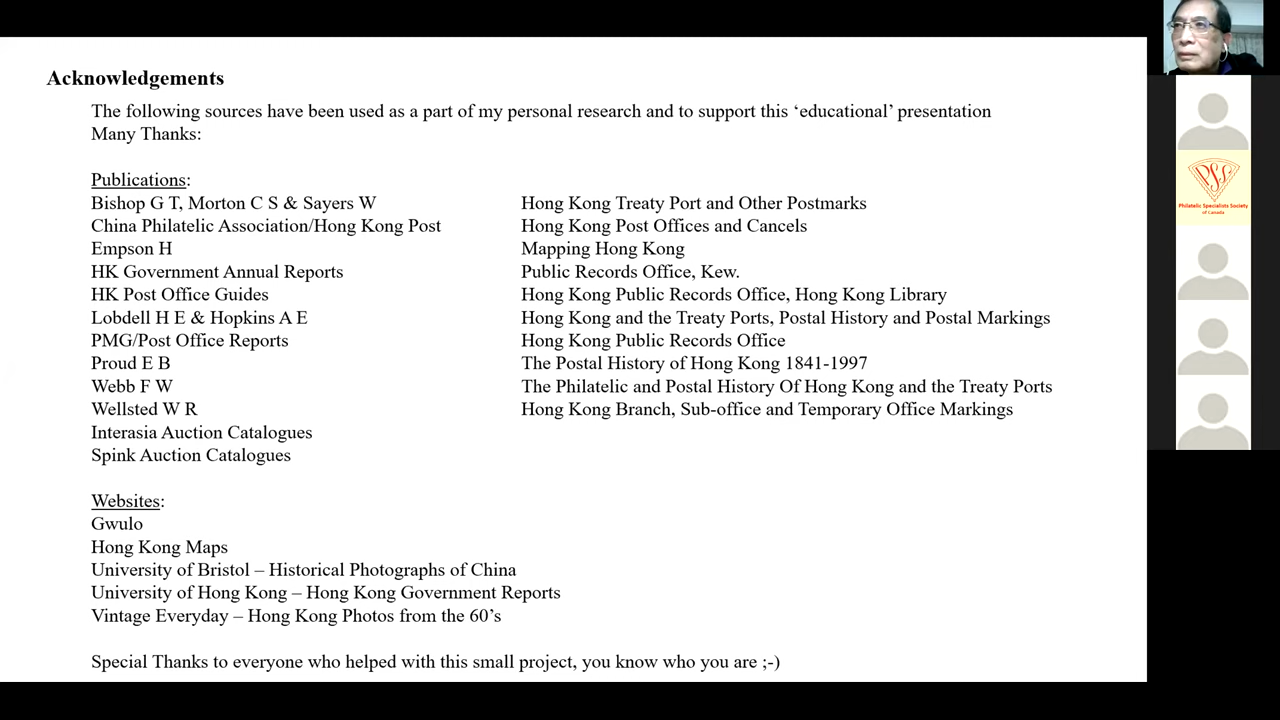 Acknowledgements
The following sources have been used as a part of my personal research and to support this ‘educational’ presentation
Many Thanks:
Publications:
Bishop G T, Morton C S & Sayers W Hong Kong Treaty Port and Other Postmarks
China Philatelic Association/Hong Kong Post Hong Kong Post Offices and Cancels
Empson H Mapping Hong Kong
HK Government Annual Reports Public Records Office, Kew.
HK Post Office Guides Hong Kong Public Records Office, Hong Kong Library
Lobdell H E & Hopkins A E Hong Kong and the Treaty Ports, Postal History and Postal Markings
PMG/Post Office Reports Hong Kong Public Records Office
Proud E B The Postal History of Hong Kong 1841-1997
Webb F W The Philatelic and Postal History Of Hong Kong and the Treaty Ports
Wellsted W R Hong Kong Branch, Sub-office and Temporary Office Markings
Interasia Auction Catalogues
Spink Auction Catalogues
Websites:
Gwulo
Hong Kong Maps
University of Bristol – Historical Photographs of China
University of Hong Kong – Hong Kong Government Reports
Vintage Everyday – Hong Kong Photos from the 60’s
Special Thanks to everyone who helped with this small project, you know who you are ;-)
PSS
Philatelic Specialists Society
of Canada